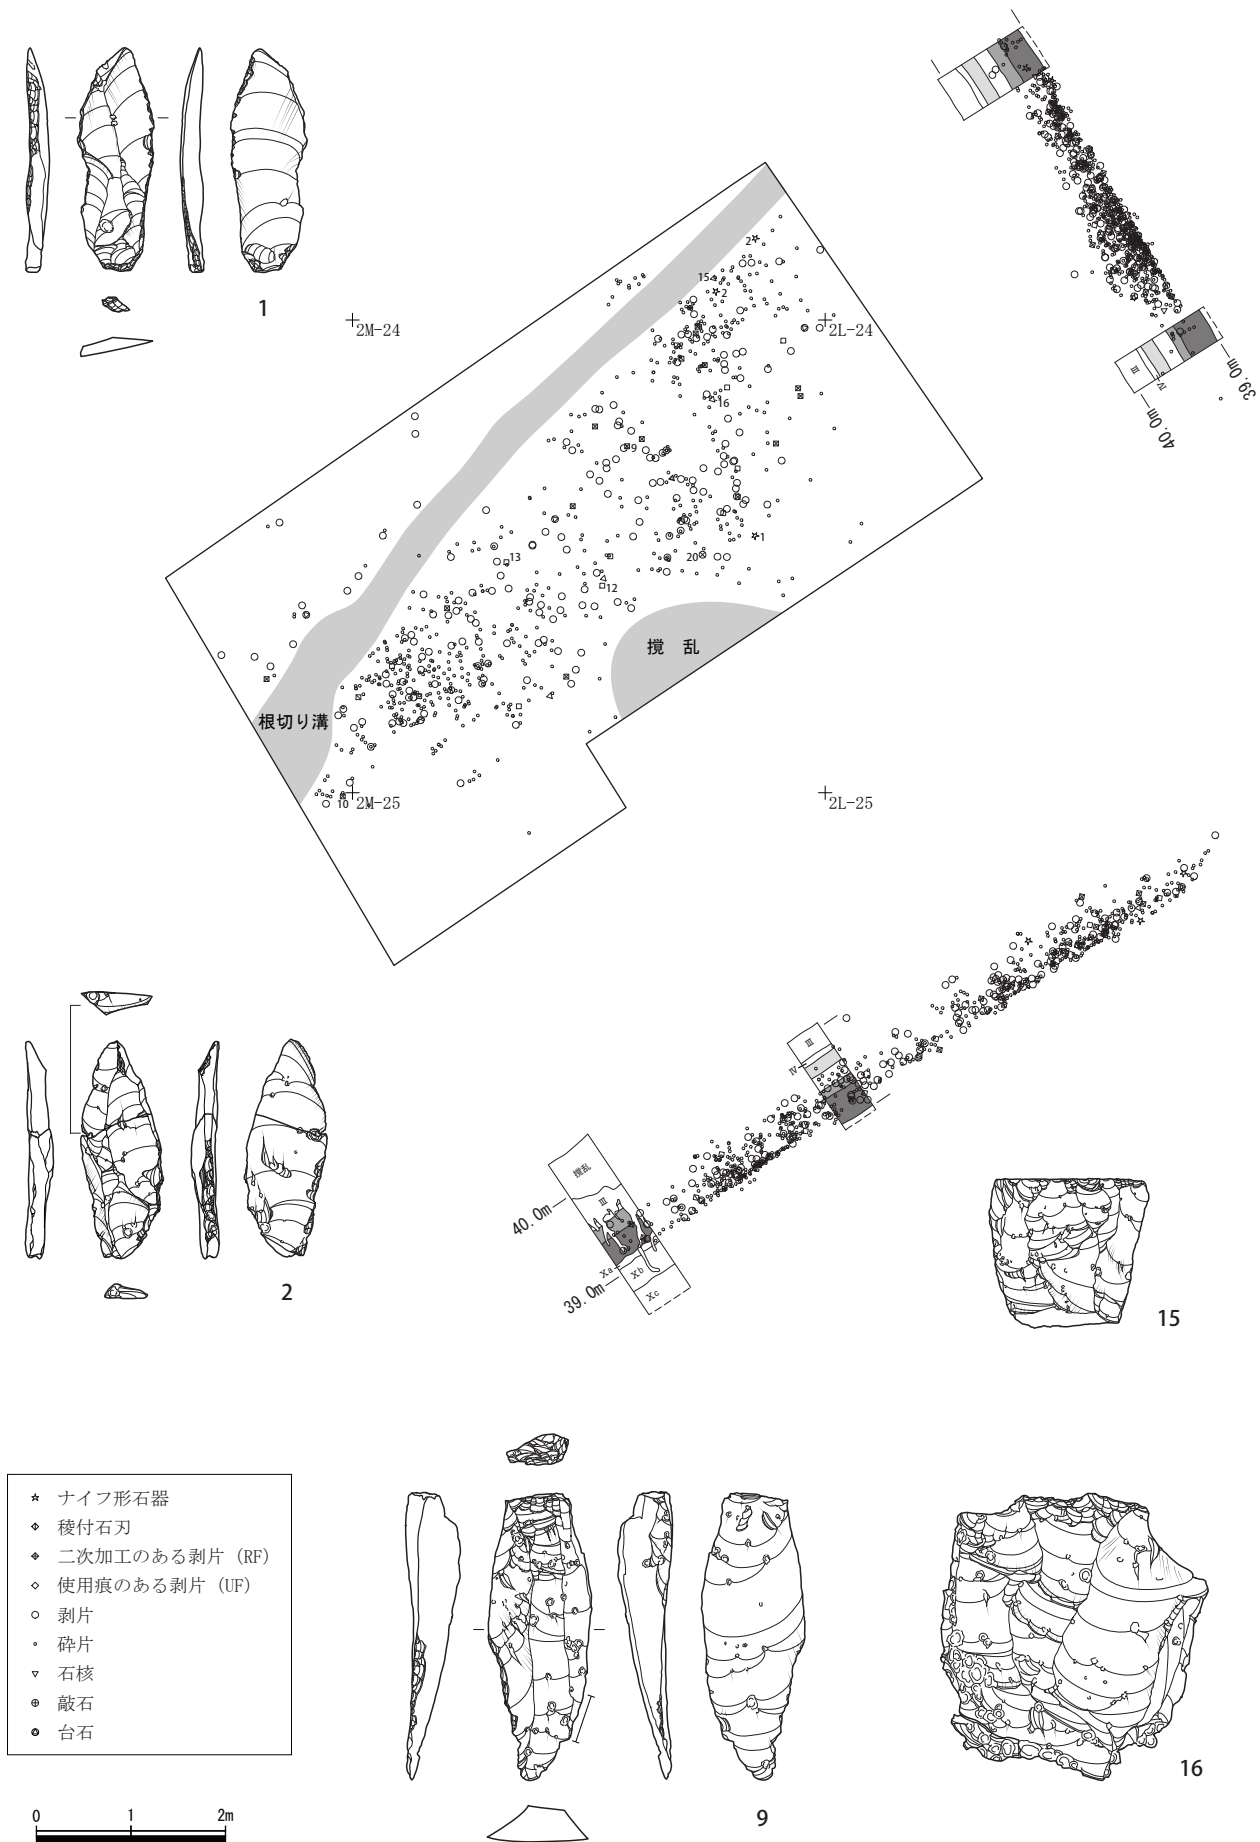 1
2M-24
2L-24
2
15
2
16
9
1
20
13
12
撹 乱
根切り溝
10
2M-25
2L-25
Ⅲ
Ⅳ
39.0m
40.0m
2
Ⅲ
Ⅳ
撹乱
Ⅲ
40.0m
Ⅹa
Ⅹb
39.0m
Ⅹc
15
ナイフ形石器
稜付石刃
二次加工のある剥片 (RF)
使用痕のある剥片 (UF)
剥片
砕片
石核
敲石
台石
0 1 2m
9
16